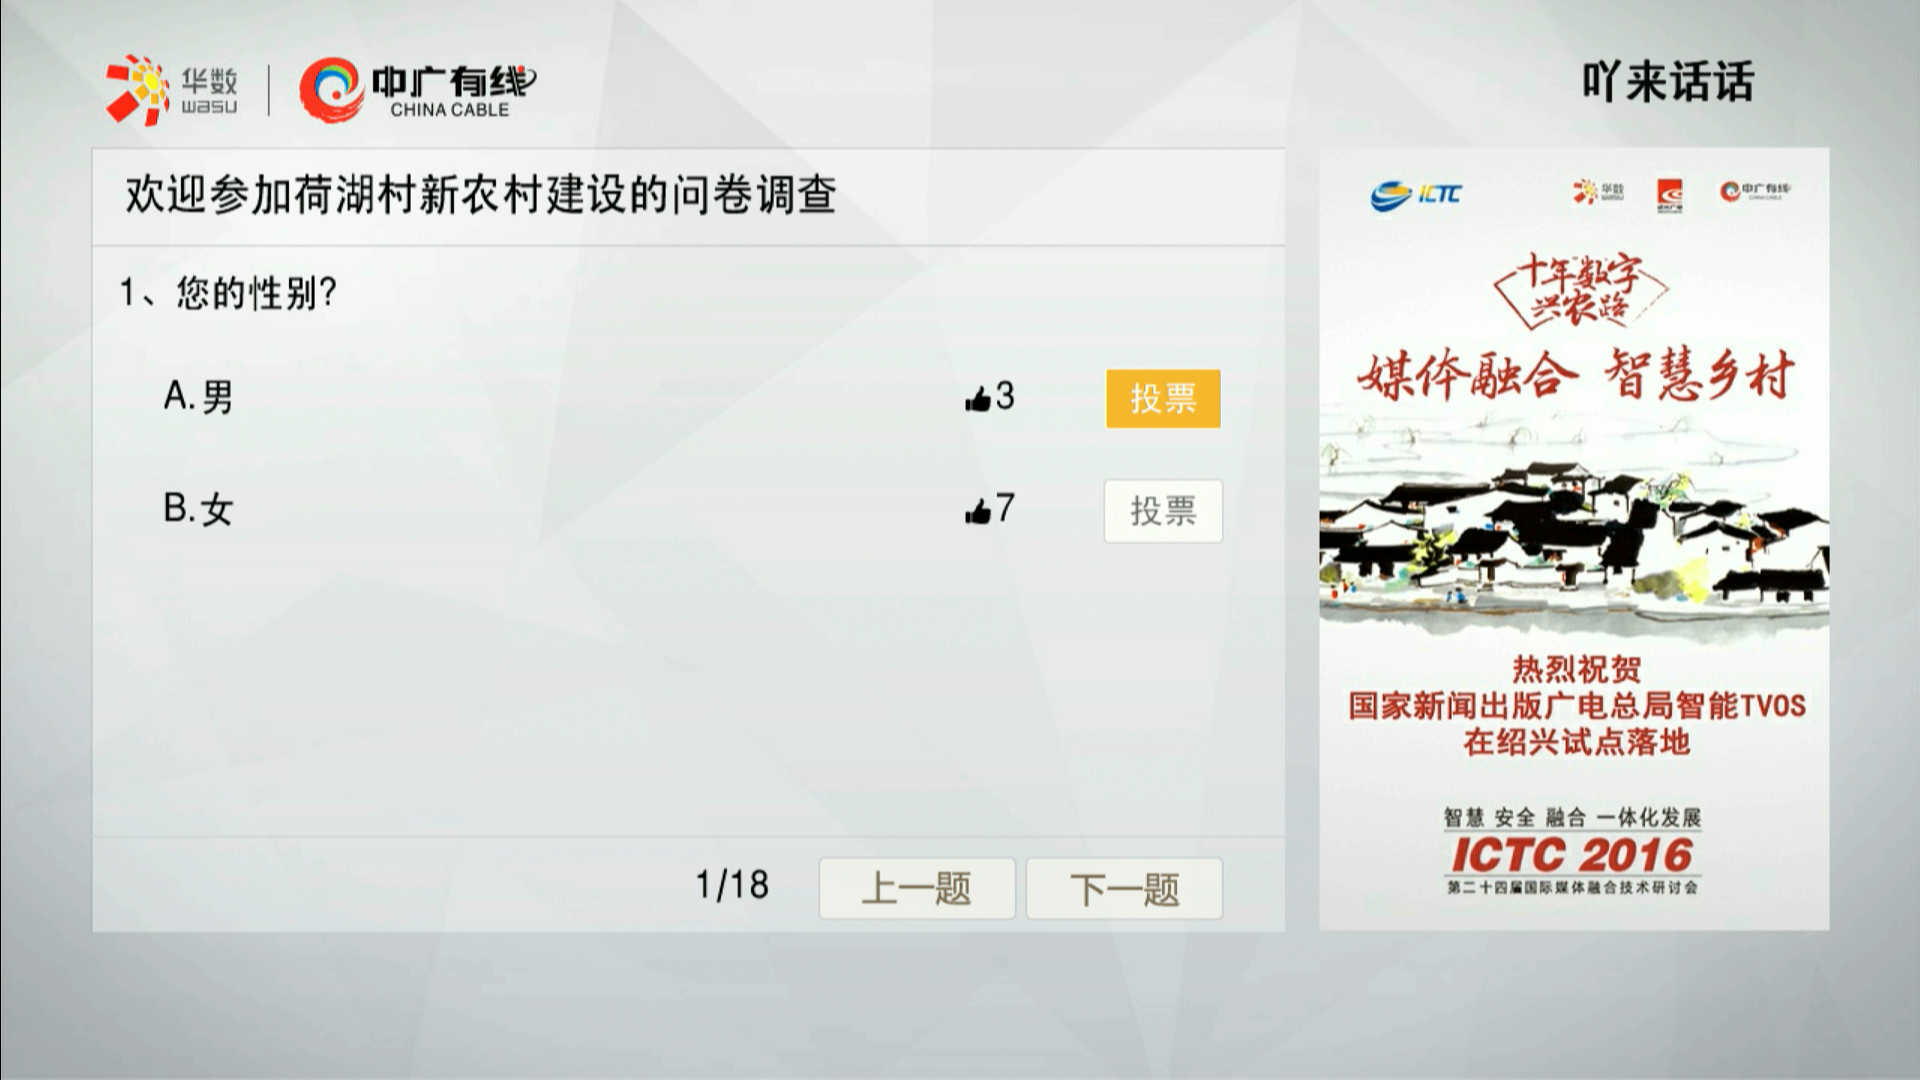 华数
wasu
中广有线
CHINA CABLE
吖来话话
欢迎参加荷湖村新农村建设的问卷调查
1、您的性别?
A.男
3
投票
B.女
7
投票
1/18
上一题
下一题
ICTC
华数
wasu
中广有线
CHINA CABLE
十年数字
兴农路
媒体融合 智慧乡村
热烈祝贺
国家新闻出版广电总局智能TVOS
在绍兴试点落地
智慧 安全 融合 一体化发展
ICTC 2016
第二十四届国际媒体融合技术研讨会